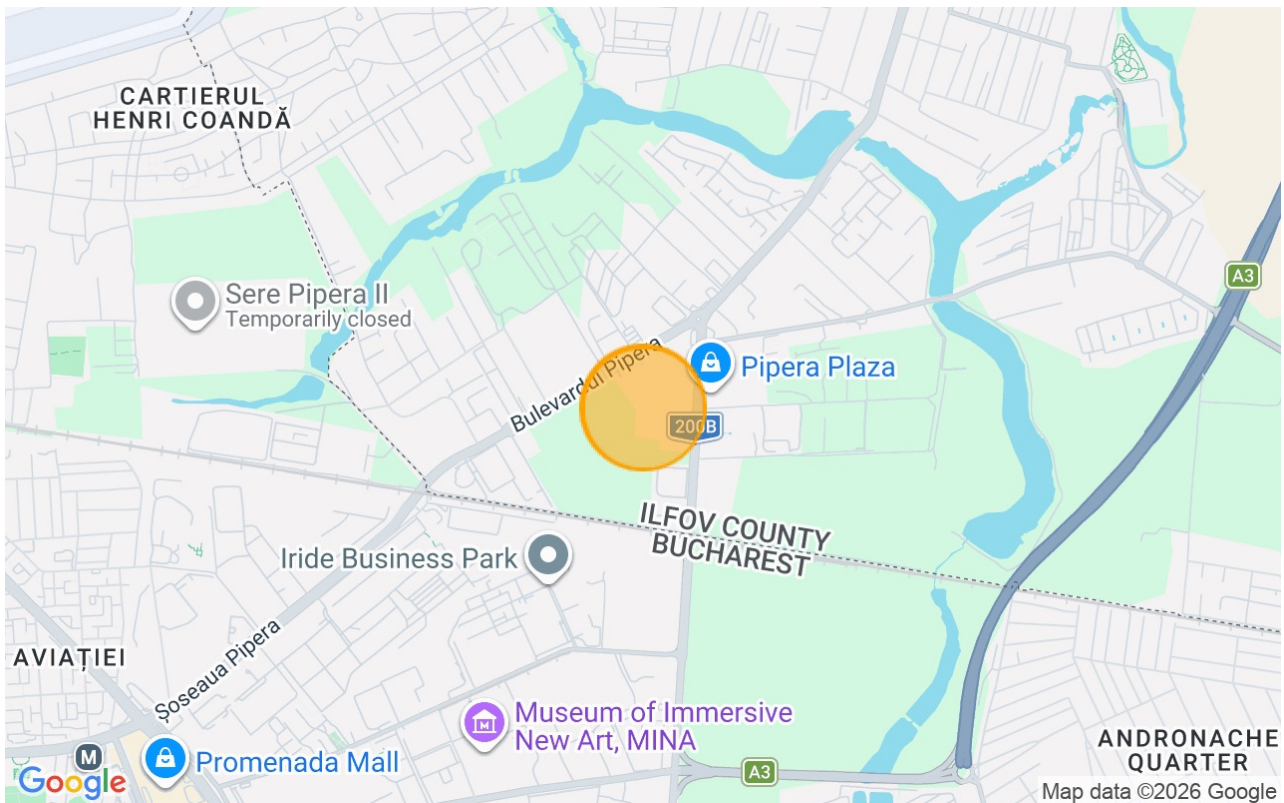 CARTIERUL
HENRI COANDĂ
A3
Sere Pipera II
Temporarily closed
Bulevardul Pipera
Pipera Plaza
200B
ILFOV COUNTY
BUCHAREST
Iride Business Park
AVIAȚIEI
Șoseaua Pipera
Museum of Immersive
New Art, MINA
M
Promenada Mall
A3
ANDRONACHE
QUARTER
Google
Map data ©2026 Google